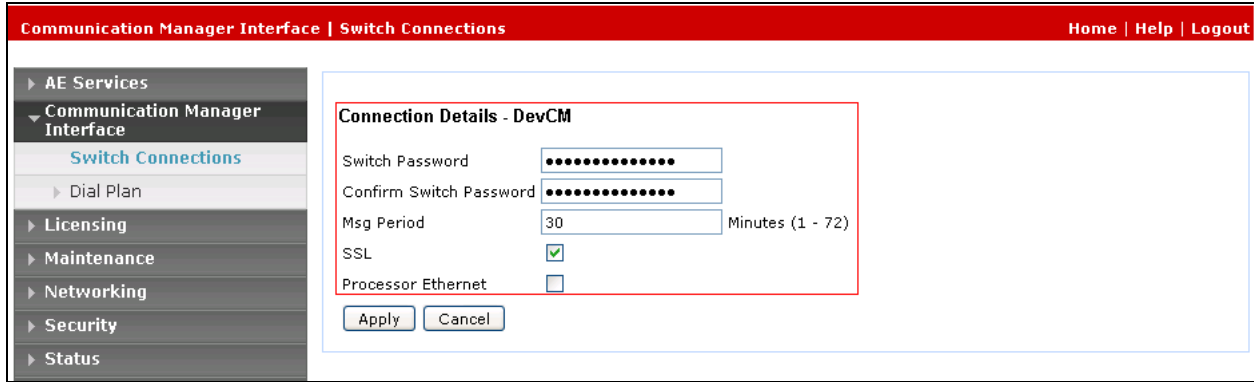 Communication Manager Interface | Switch Connections
Home | Help | Logout
AE Services
Communication Manager
Interface
Switch Connections
Dial Plan
Licensing
Maintenance
Networking
Security
Status
Connection Details - DevCM
Switch Password ••••••••••••••
Confirm Switch Password ••••••••••••••
Msg Period 30 Minutes (1 - 72)
SSL
Processor Ethernet
Apply Cancel